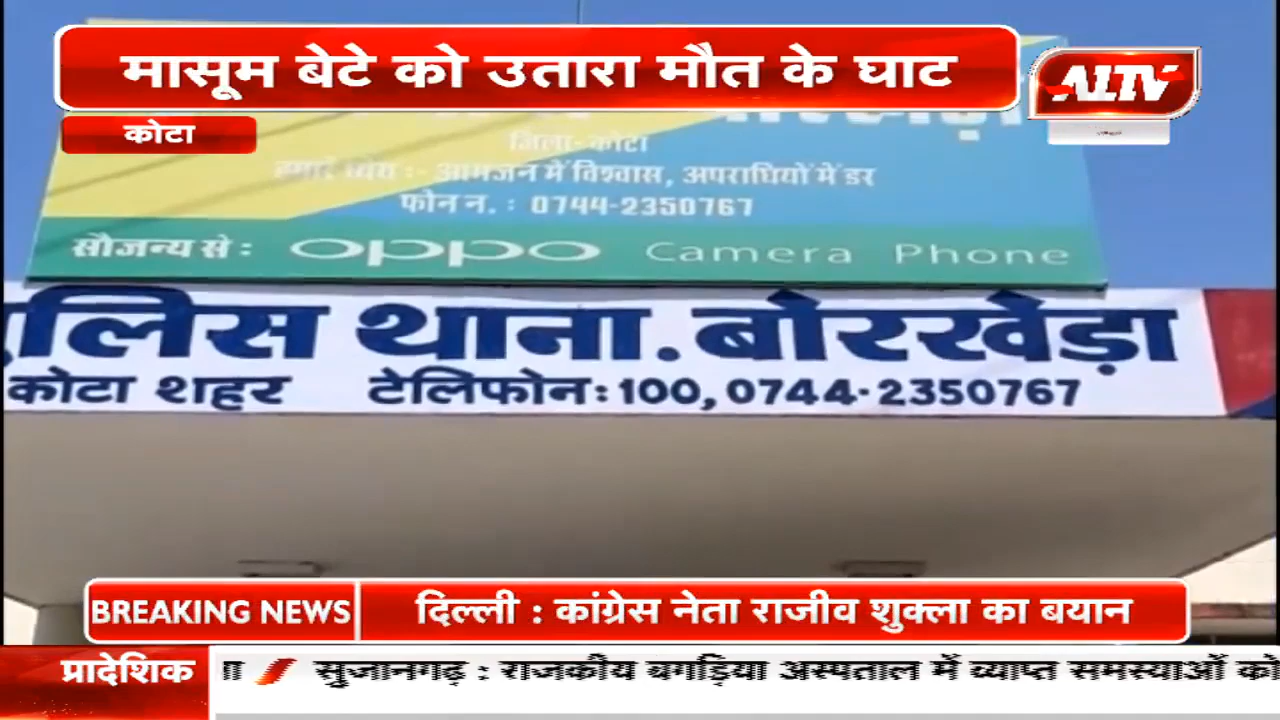 मासूम बेटे को उतारा मौत के घाट
ALTV
कोटा
जिला-कोटा
हमारे ध्येय :- आमजन में विश्वास, अपराधियों में डर
फोन न. : 0744-2350767
सौजन्य से : oppo Camera Phone
पुलिस थाना. बोरखेड़ा
कोटा शहर टेलिफोन: 100, 0744-2350767
BREAKING NEWS दिल्ली : कांग्रेस नेता राजीव शुक्ला का बयान
प्रादेशिक सुजानगढ़ : राजकीय बगड़िया अस्पताल में व्याप्त समस्याओं को